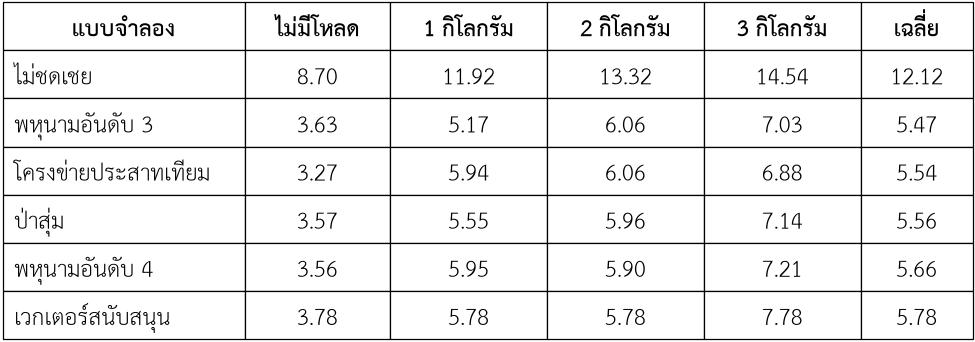 แบบจำลอง ไม่มีโหลด 1 กิโลกรัม 2 กิโลกรัม 3 กิโลกรัม เฉลี่ย
ไม่ชดเชย 8.70 11.92 13.32 14.54 12.12
พหุนามอันดับ 3 3.63 5.17 6.06 7.03 5.47
โครงข่ายประสาทเทียม 3.27 5.94 6.06 6.88 5.54
ป่าสุ่ม 3.57 5.55 5.96 7.14 5.56
พหุนามอันดับ 4 3.56 5.95 5.90 7.21 5.66
เวกเตอร์สนับสนุน 3.78 5.78 5.78 7.78 5.78